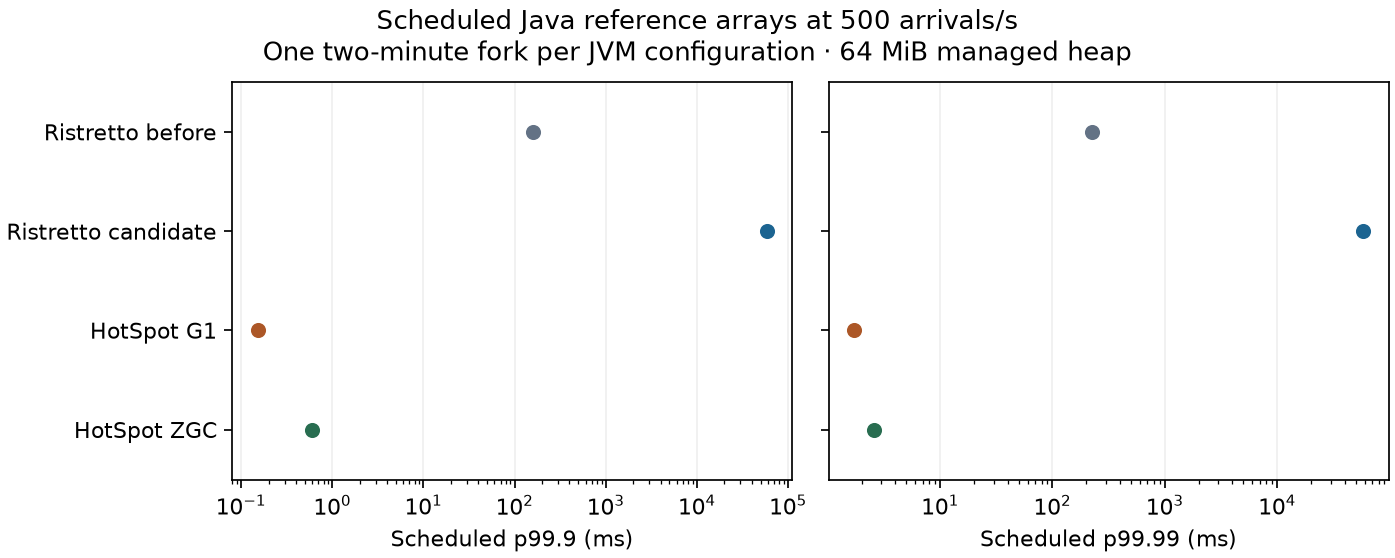 Scheduled Java reference arrays at 500 arrivals/s
One two-minute fork per JVM configuration · 64 MiB managed heap
Ristretto before
Ristretto candidate
HotSpot G1
HotSpot ZGC
10⁻¹ 10⁰ 10¹ 10² 10³ 10⁴ 10⁵
Scheduled p99.9 (ms)
10¹ 10² 10³ 10⁴
Scheduled p99.99 (ms)